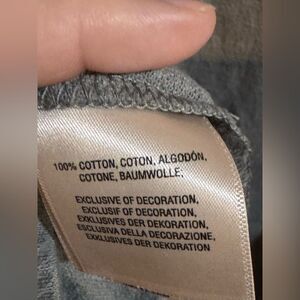 100% COTTON, COTON, ALGODÓN,
COTONE, BAUMWOLLE;
EXCLUSIVE OF DECORATION,
EXCLUSIF OF DECORATION,
EXKLUSIVES DER DEKORATION,
ESCLUSIVA DELLA DECORAZIONE,
EXKLUSIVES DER DEKORATION